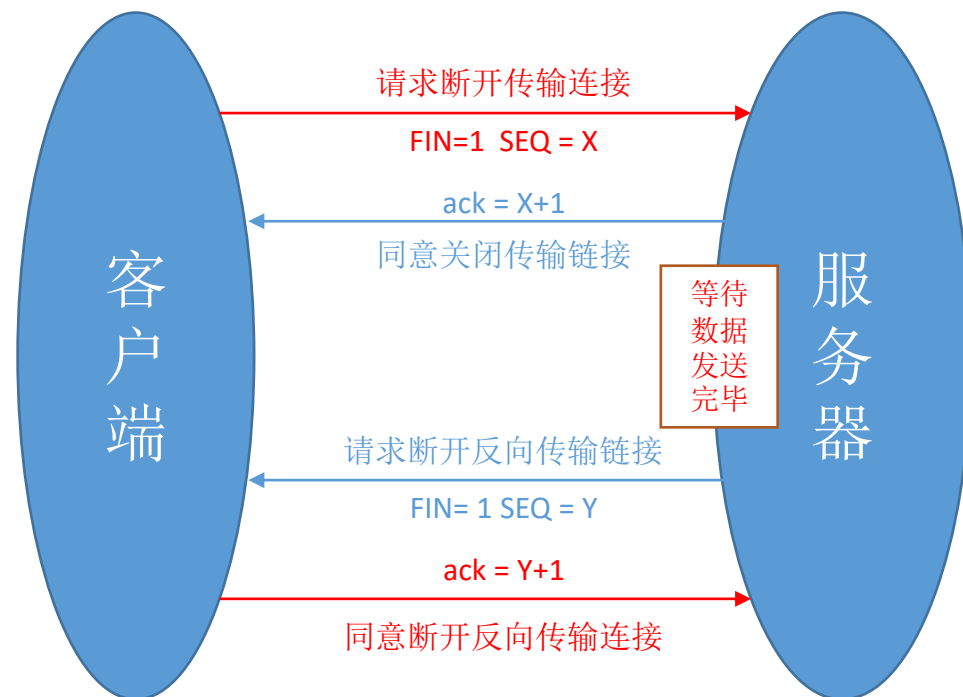 请求断开传输连接
FIN=1 SEQ = X
ack = X+1
同意关闭传输链接
客
户
端
服
务
器
等待
数据
发送
完毕
请求断开反向传输链接
FIN= 1 SEQ = Y
ack = Y+1
同意断开反向传输连接